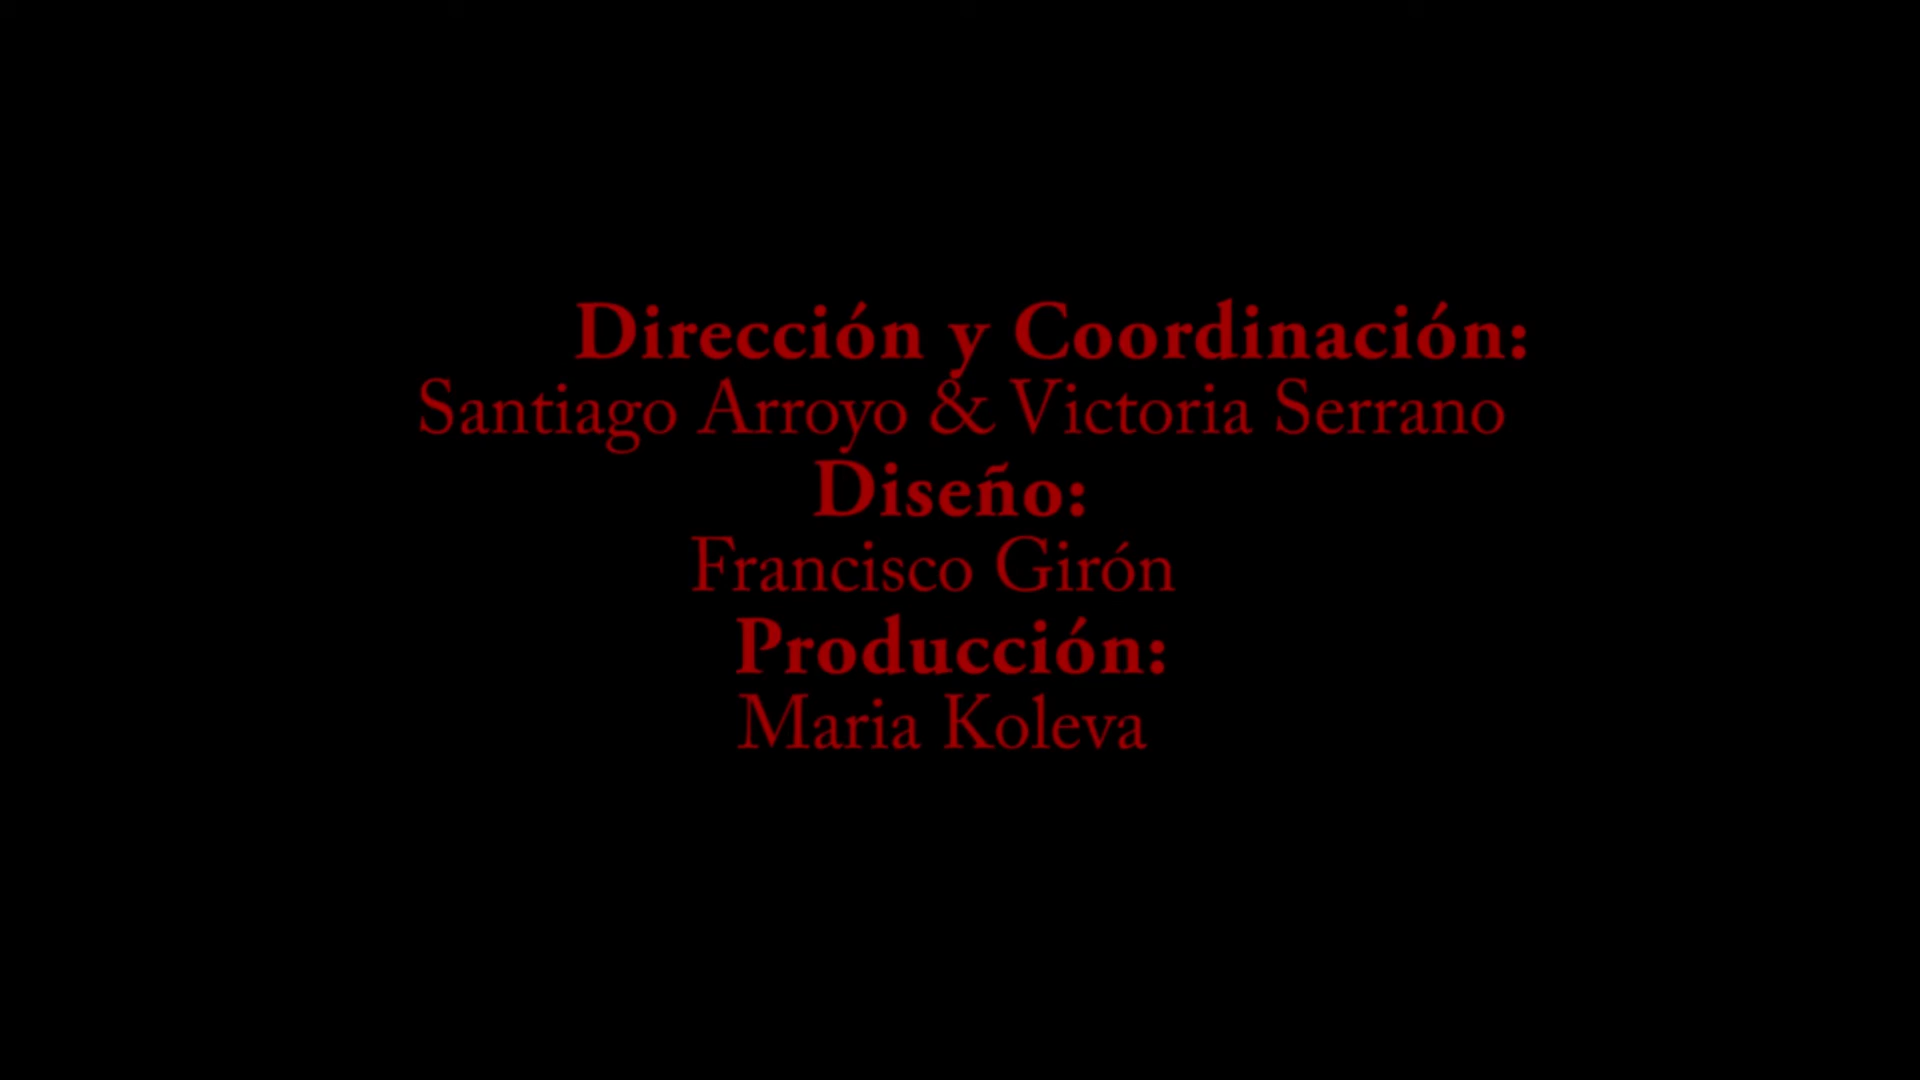 Dirección y Coordinación:
Santiago Arroyo & Victoria Serrano
Diseño:
Francisco Girón
Producción:
Maria Koleva